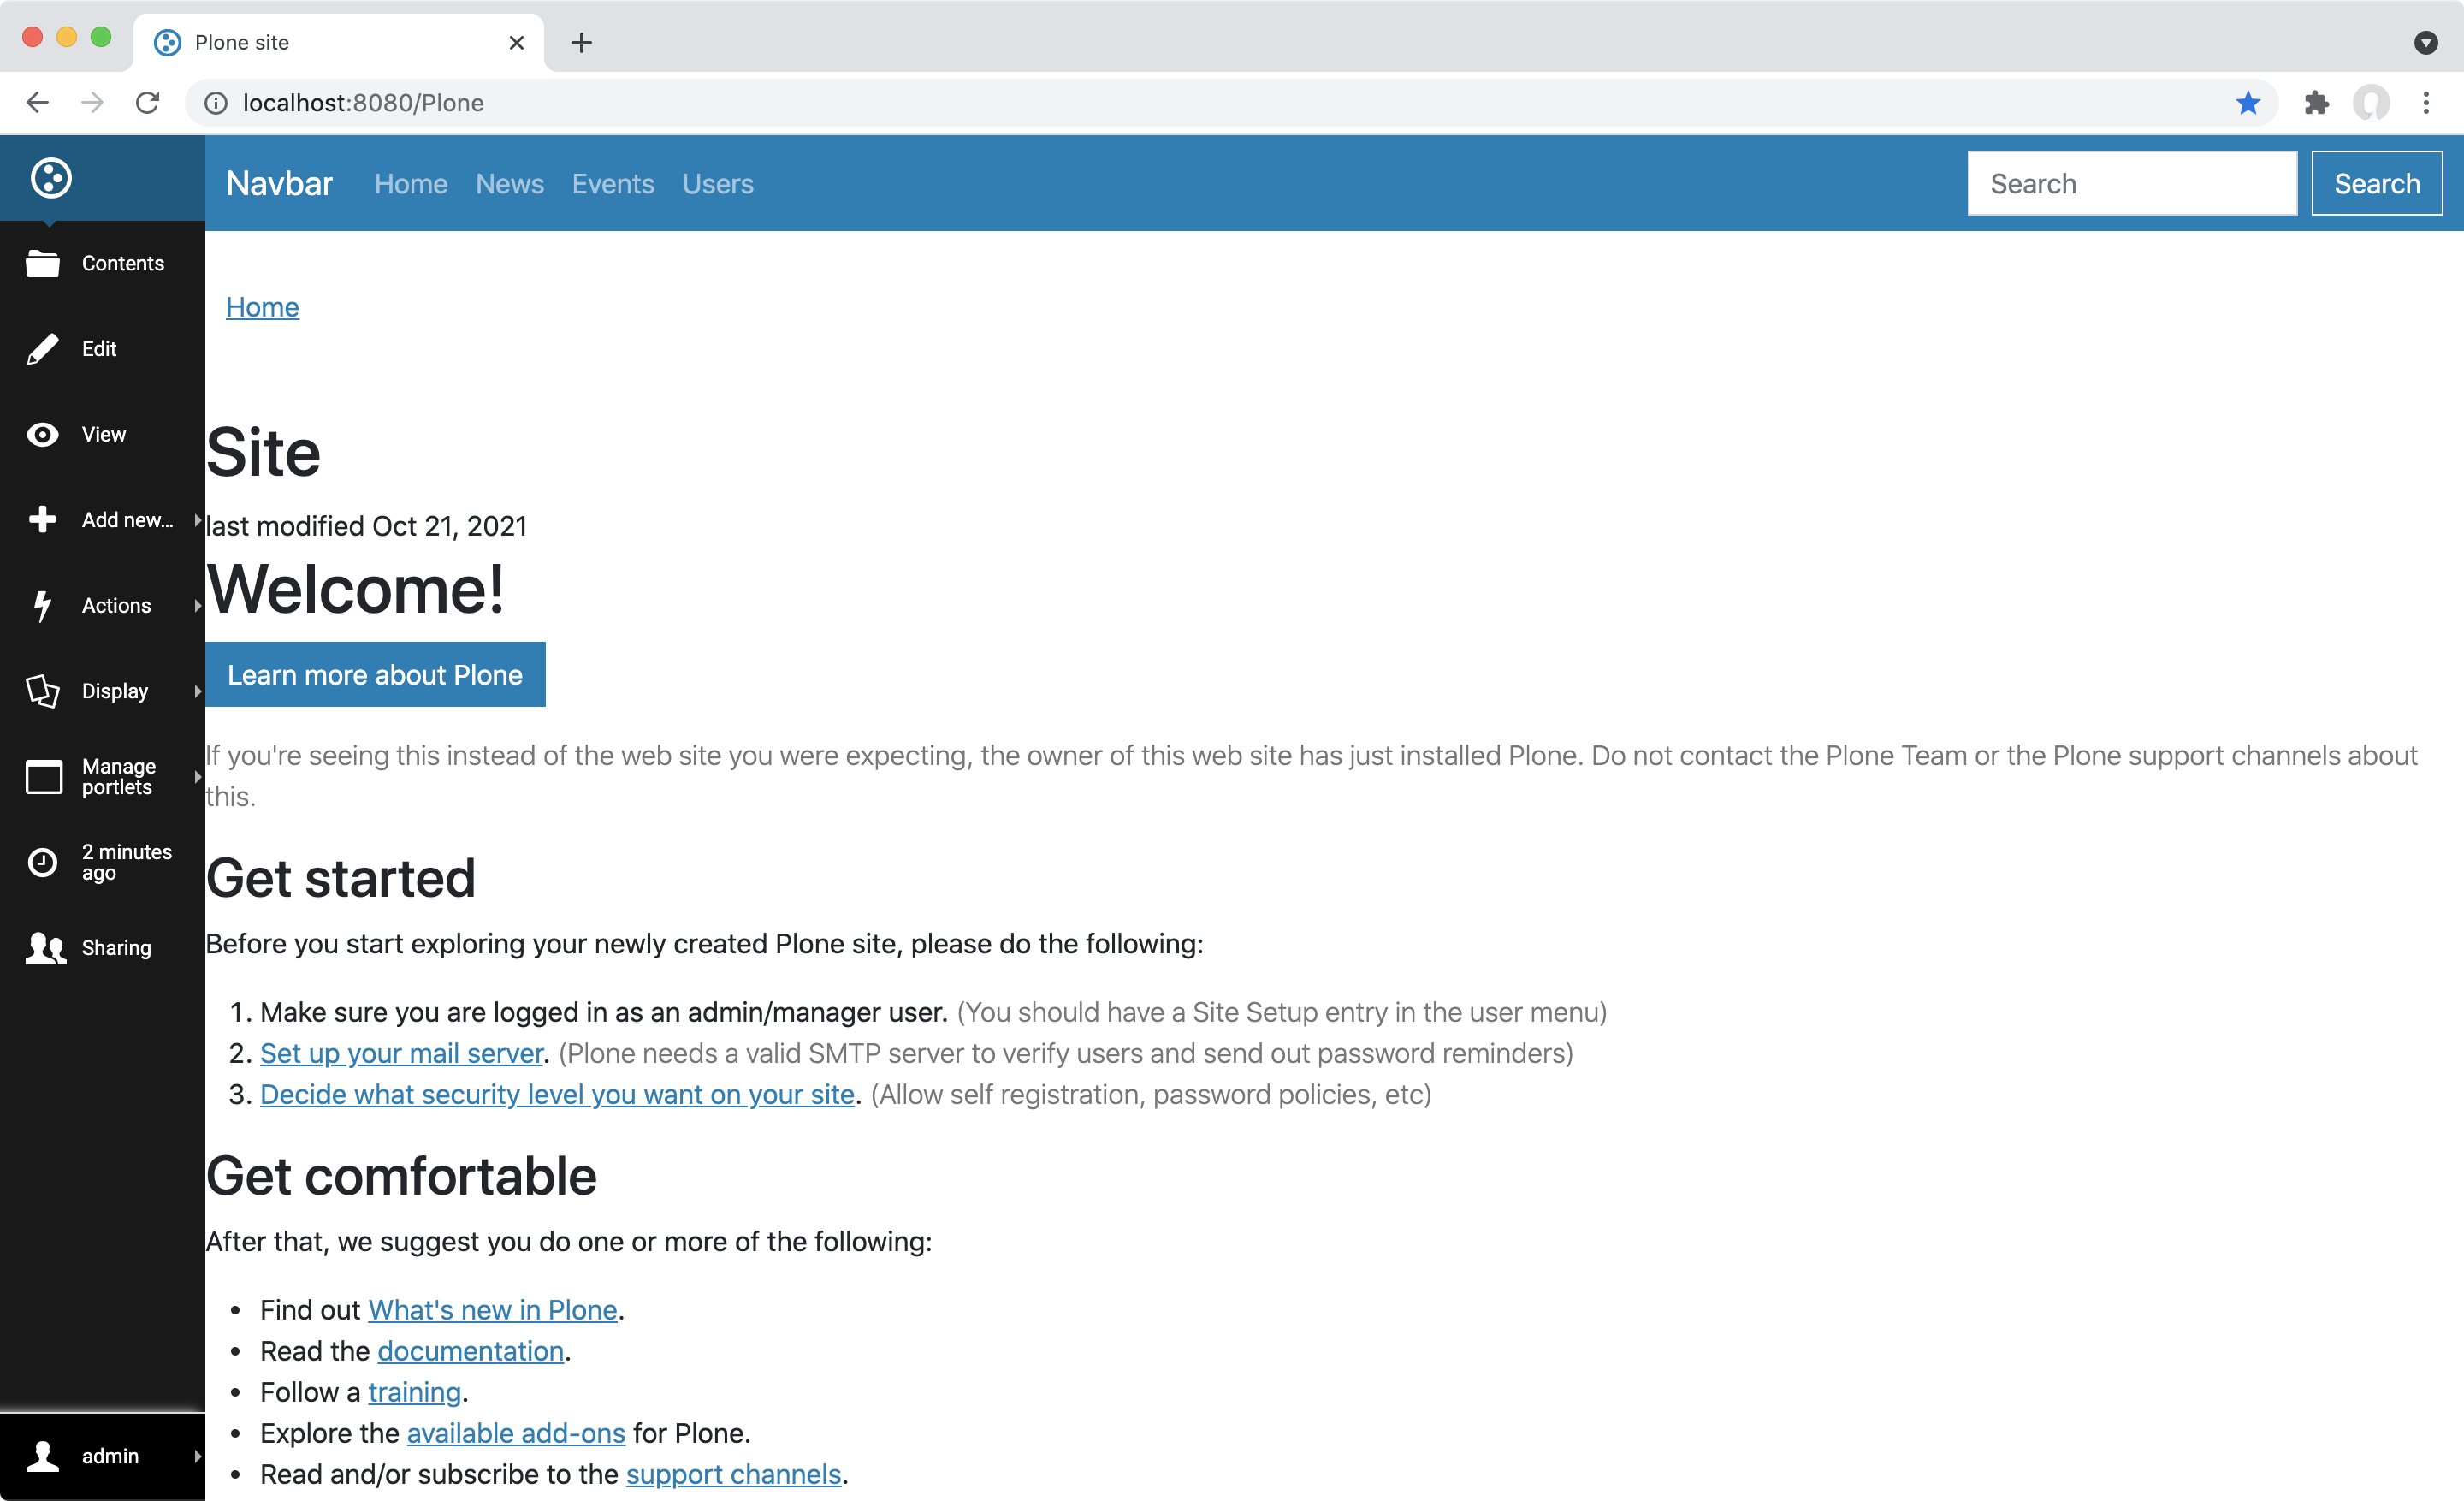 Plone site
localhost:8080/Plone
Navbar Home News Events Users Search Search
Contents
Edit
View
Add new...
Actions
Display
Manage
portlets
2 minutes
ago
Sharing
admin
Home
Site
last modified Oct 21, 2021
Welcome!
Learn more about Plone
If you're seeing this instead of the web site you were expecting, the owner of this web site has just installed Plone. Do not contact the Plone Team or the Plone support channels about
this.
Get started
Before you start exploring your newly created Plone site, please do the following:
1. Make sure you are logged in as an admin/manager user. (You should have a Site Setup entry in the user menu)
2. Set up your mail server. (Plone needs a valid SMTP server to verify users and send out password reminders)
3. Decide what security level you want on your site. (Allow self registration, password policies, etc)
Get comfortable
After that, we suggest you do one or more of the following:
• Find out What's new in Plone.
• Read the documentation.
• Follow a training.
• Explore the available add-ons for Plone.
• Read and/or subscribe to the support channels.